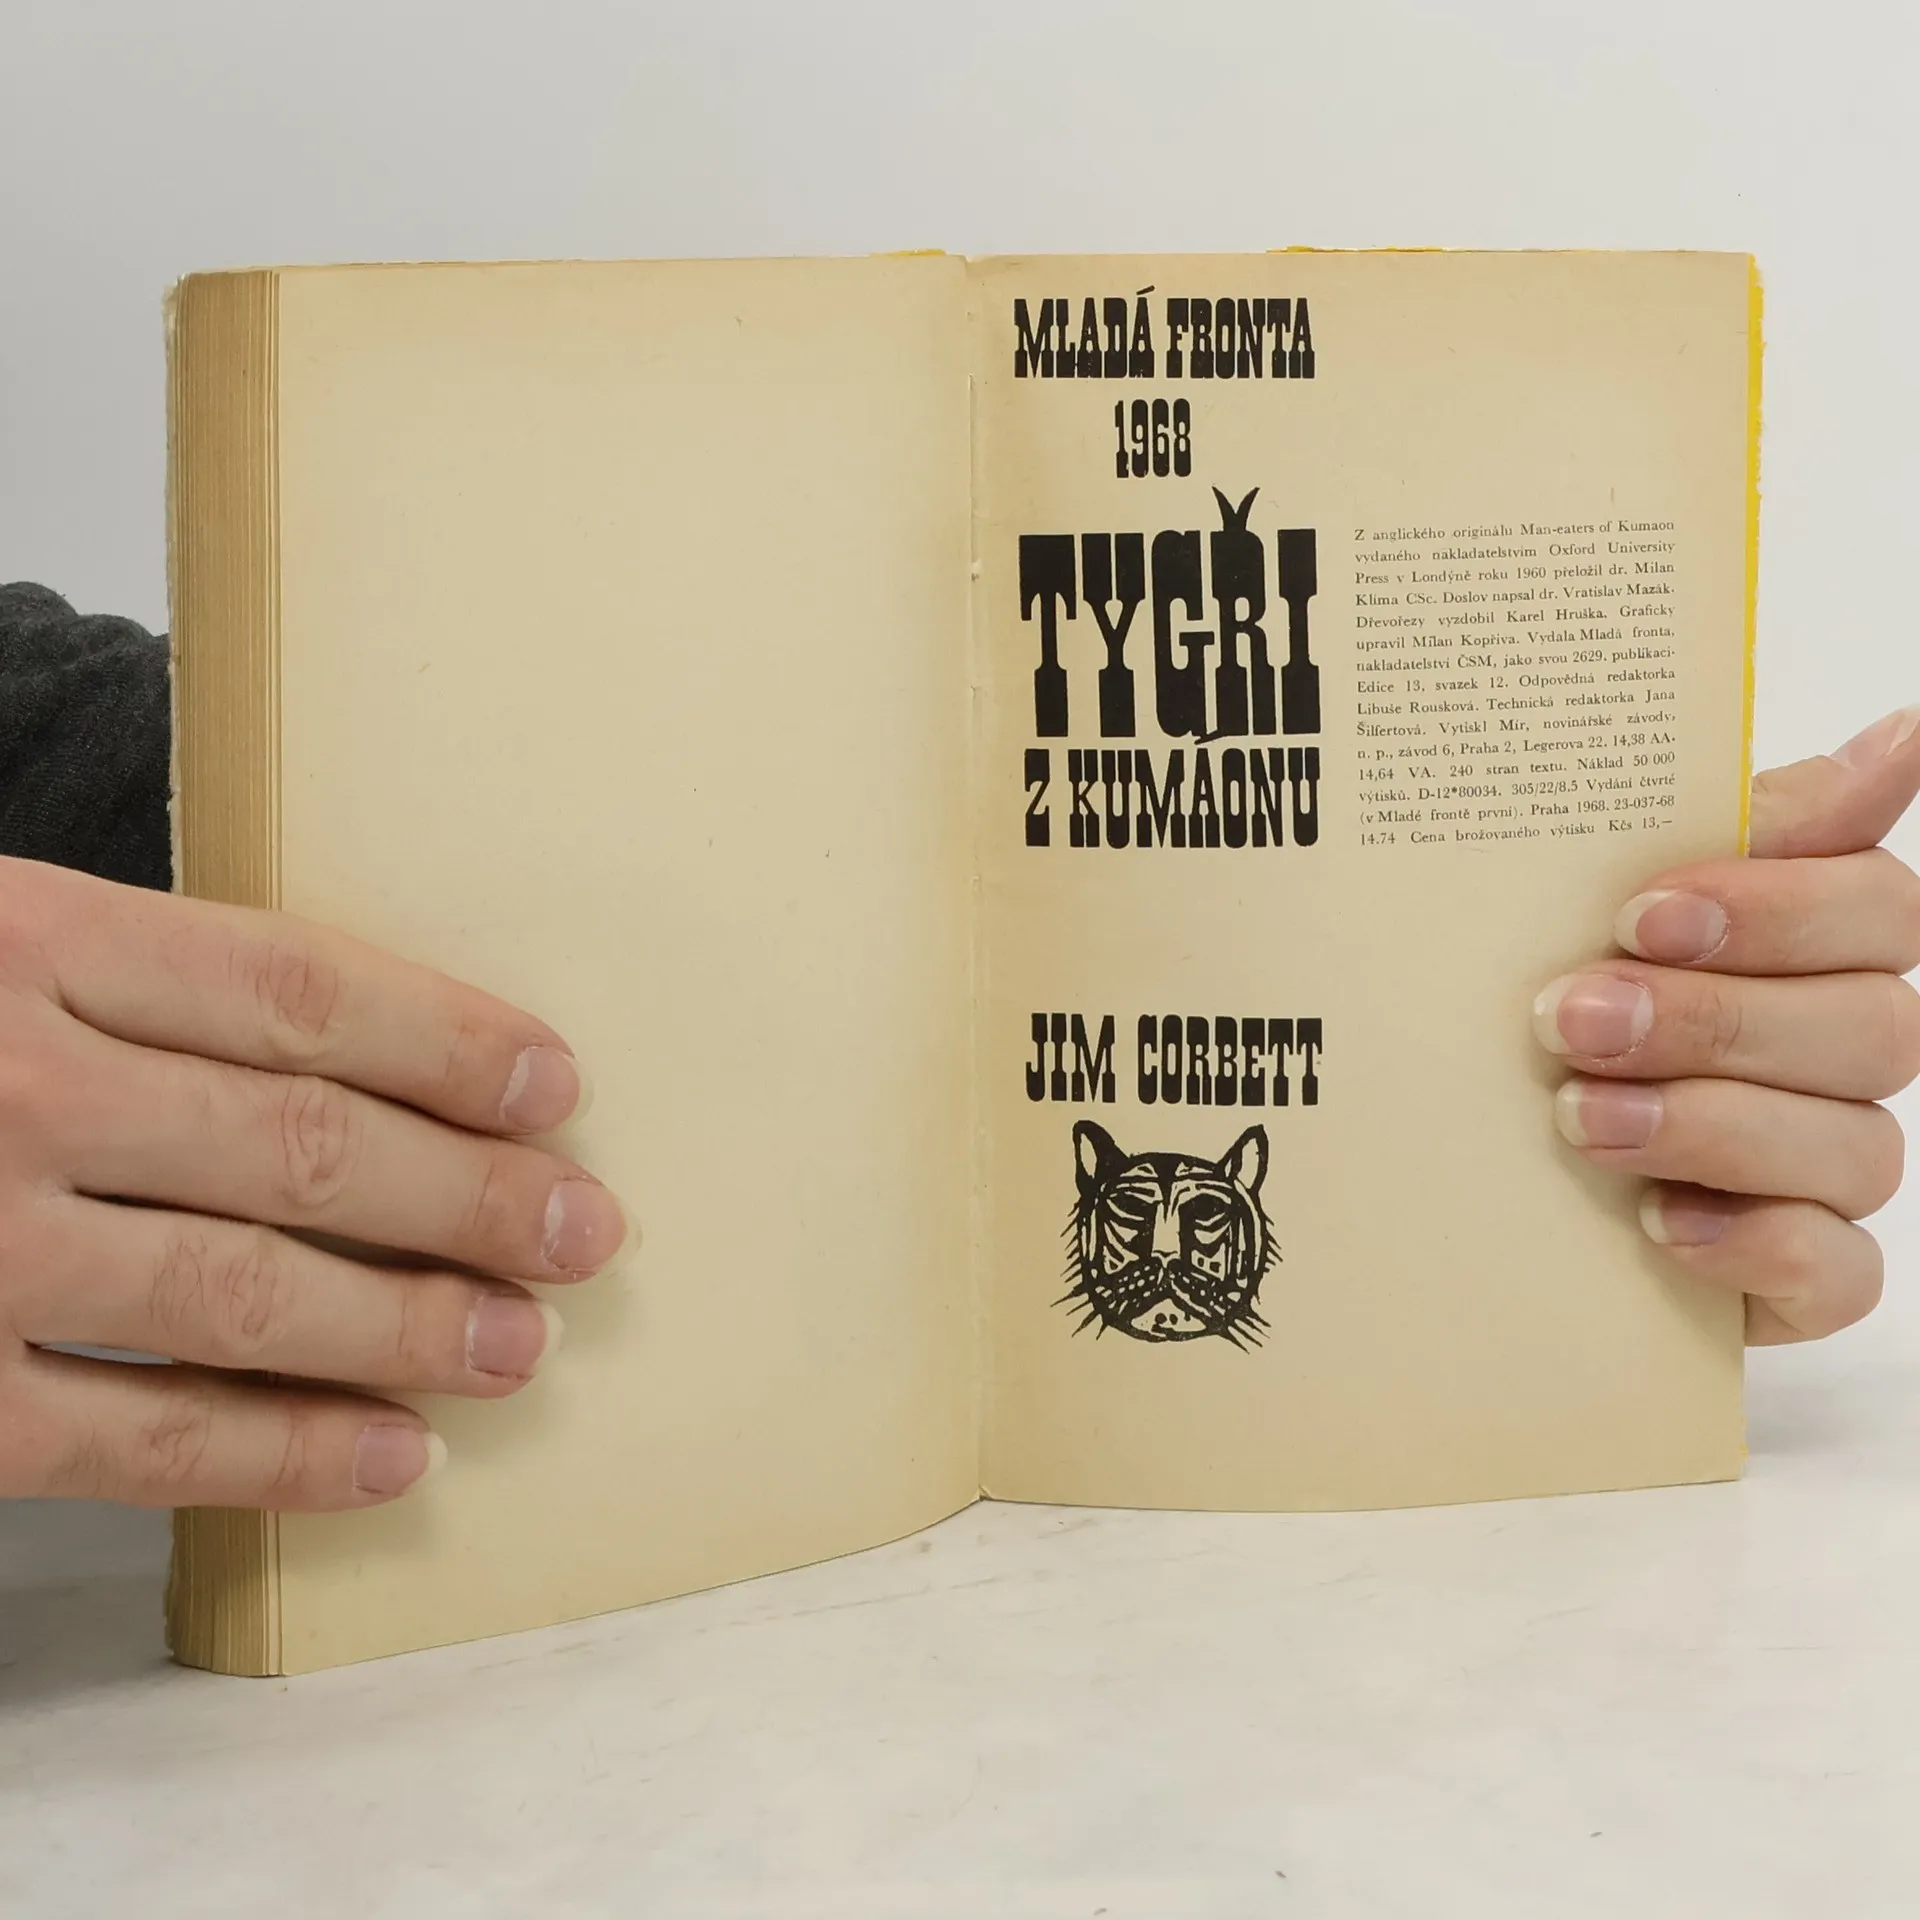 MLADÁ FRONTA
1968
TYGŘI
Z KUMÁONU
Z anglického originálu Man-eaters of Kumaon
vydaného nakladatelstvím Oxford University
Press v Londýně roku 1960 přeložil dr. Milan
Klíma CSc. Doslov napsal dr. Vratislav Mazák.
Dřevořezy vyzdobil Karel Hruška. Graficky
upravil Milan Kopřiva. Vydala Mladá fronta,
nakladatelství ČSM, jako svou 2629. publikaci.
Edice 13, svazek 12. Odpovědná redaktorka
Libuše Rousková. Technická redaktorka Jana
Šilfertová. Vytiskl Mír, novinářské závody,
n. p., závod 6, Praha 2, Legerova 22. 14,38 AA.
14,64 VA. 240 stran textu. Náklad 50 000
výtisků. D-12*80034. 305/22/8.5 Vydání čtvrté
(v Mladé frontě první). Praha 1968. 23-037-68
14.74 Cena brožovaného výtisku Kčs 13,—
JIM CORBETT